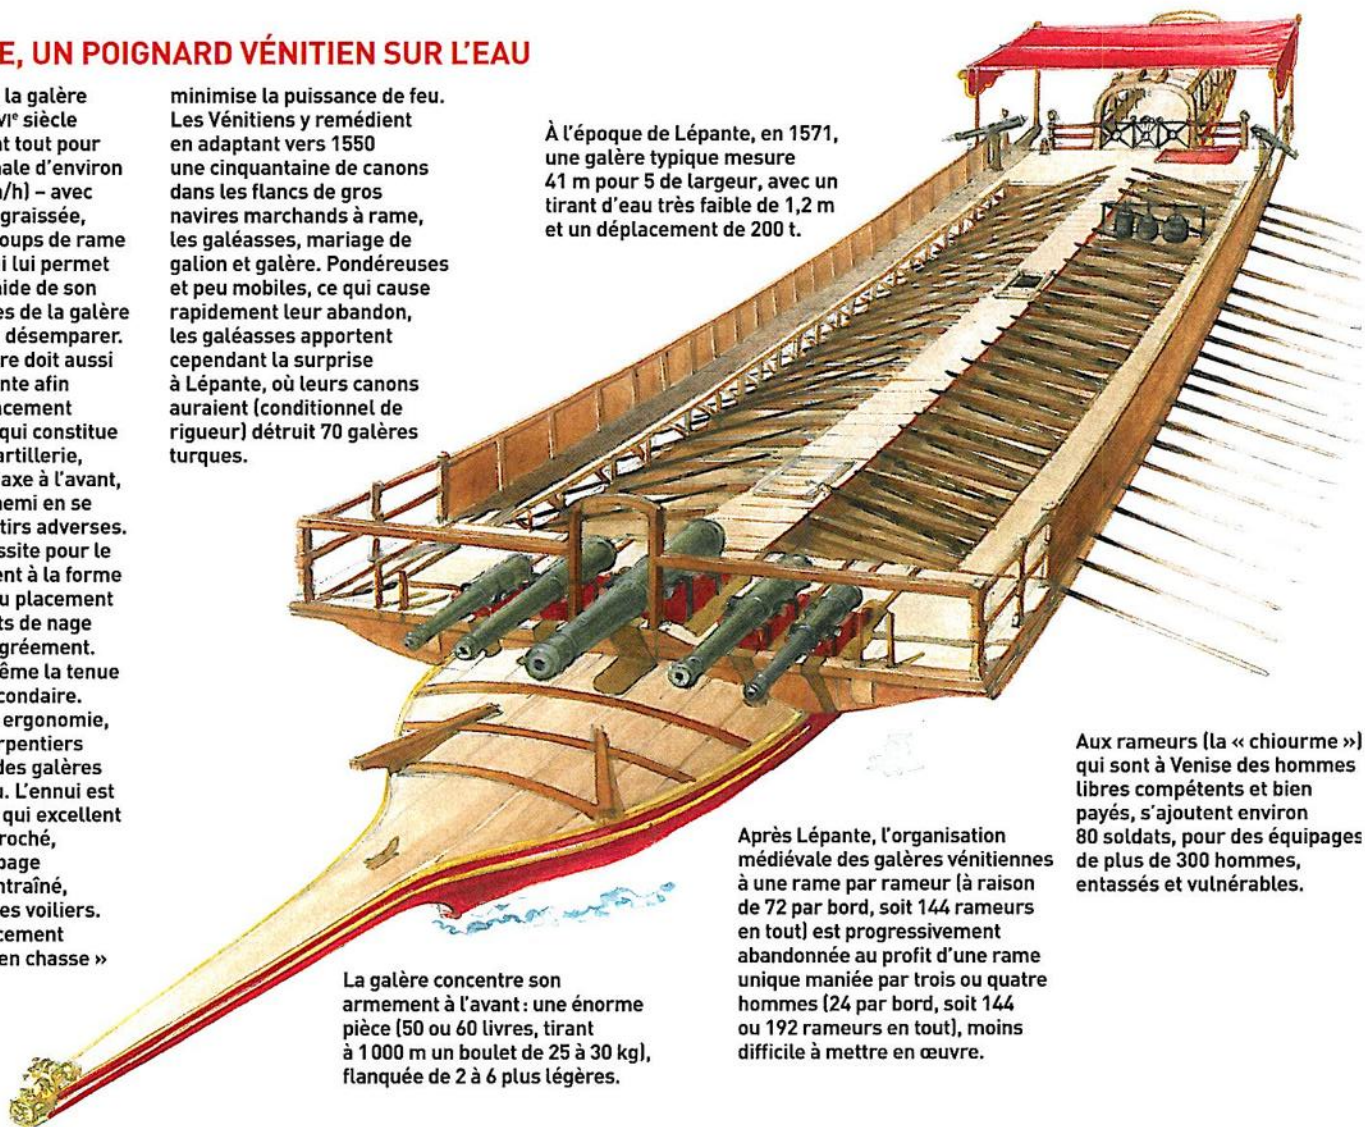 E, UN POIGNARD VÉNITIEN SUR L'EAU
la galère
VIe siècle
nt tout pour
nale d'environ
n/h) – avec
graissée,
oups de rame
i lui permet
aide de son
es de la galère
désemparer.
re doit aussi
nte afin
acement
qui constitue
artillerie,
axe à l'avant,
nemi en se
tirs adverses.
ssite pour le
ent à la forme
u placement
ts de nage
gréement.
ême la tenue
condaire.
ergonomie,
rpentiers
des galères
u. L'ennui est
qui excellent
roché,
page
ntraîné,
es voiliers.
cement
en chasse »
minimise la puissance de feu.
Les Vénitiens y remédient
en adaptant vers 1550
une cinquantaine de canons
dans les flancs de gros
navires marchands à rame,
les galéasses, mariage de
galion et galère. Pondéreuses
et peu mobiles, ce qui cause
rapidement leur abandon,
les galéasses apportent
cependant la surprise
à Lépante, où leurs canons
auraient (conditionnel de
rigueur) détruit 70 galères
turques.
À l'époque de Lépante, en 1571,
une galère typique mesure
41 m pour 5 de largeur, avec un
tirant d'eau très faible de 1,2 m
et un déplacement de 200 t.
La galère concentre son
armement à l'avant : une énorme
pièce (50 ou 60 livres, tirant
à 1 000 m un boulet de 25 à 30 kg),
flanquée de 2 à 6 plus légères.
Après Lépante, l'organisation
médiévale des galères vénitiennes
à une rame par rameur (à raison
de 72 par bord, soit 144 rameurs
en tout) est progressivement
abandonnée au profit d'une rame
unique maniée par trois ou quatre
hommes (24 par bord, soit 144
ou 192 rameurs en tout), moins
difficile à mettre en œuvre.
Aux rameurs (la « chiourme »)
qui sont à Venise des hommes
libres compétents et bien
payés, s'ajoutent environ
80 soldats, pour des équipages
de plus de 300 hommes,
entassés et vulnérables.